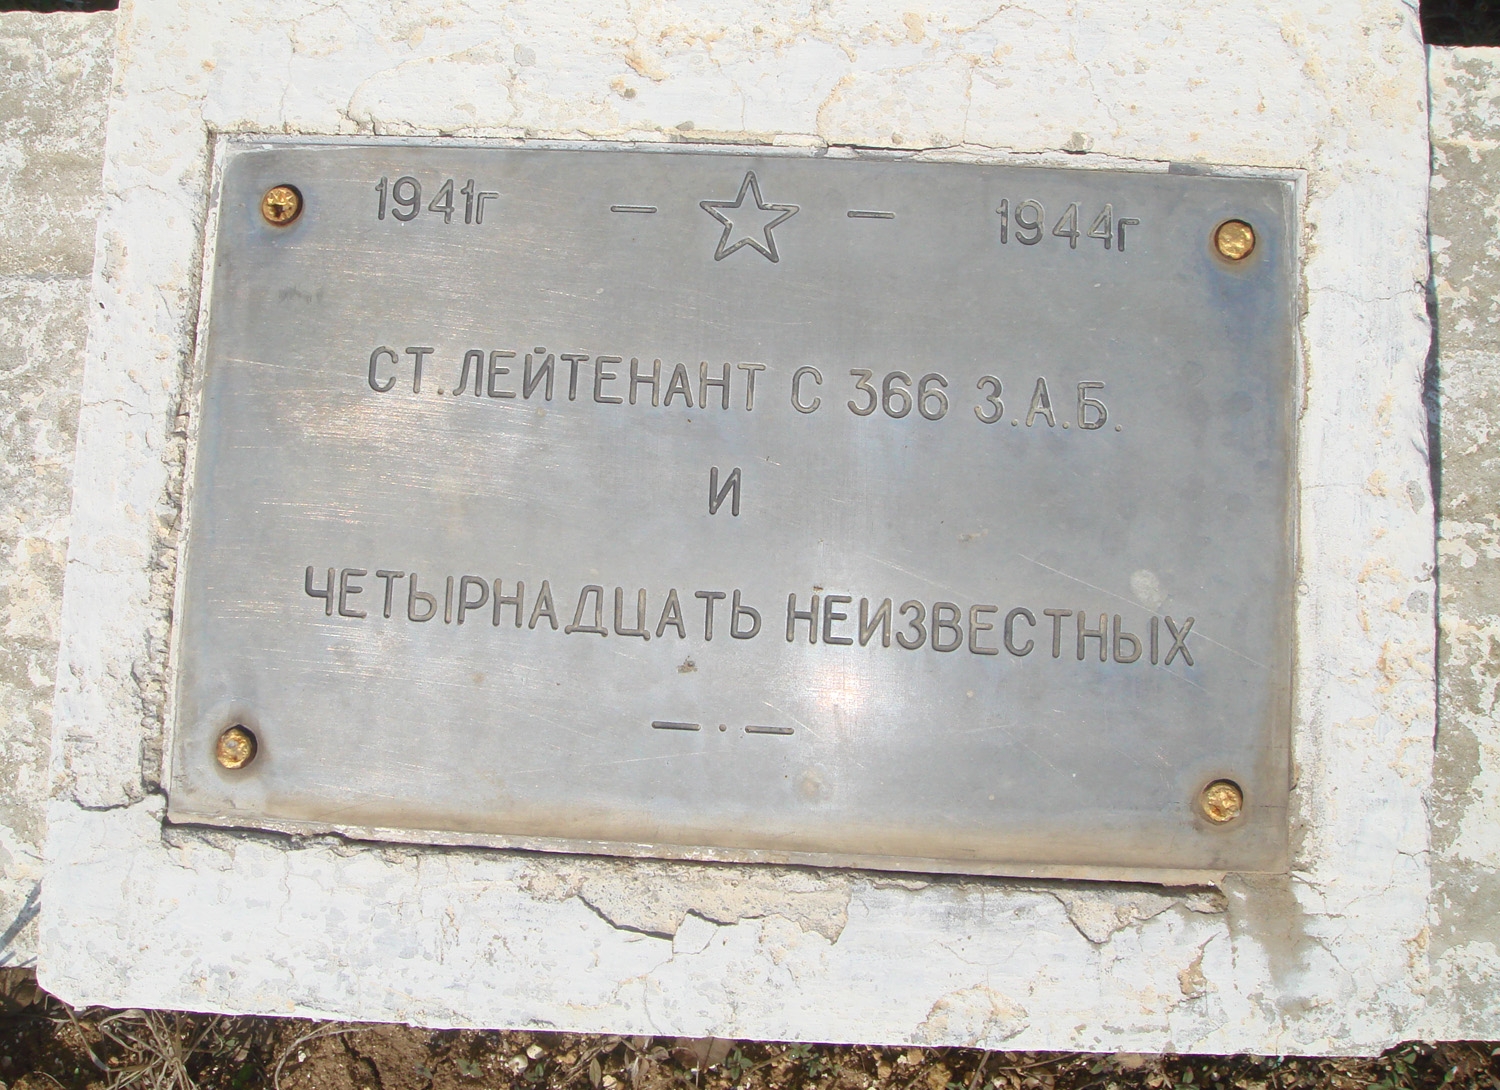 1941г — ☆ — 1944г
СТ. ЛЕЙТЕНАНТ С 366 З.А.Б.
И
ЧЕТЫРНАДЦАТЬ НЕИЗВЕСТНЫХ
— · —